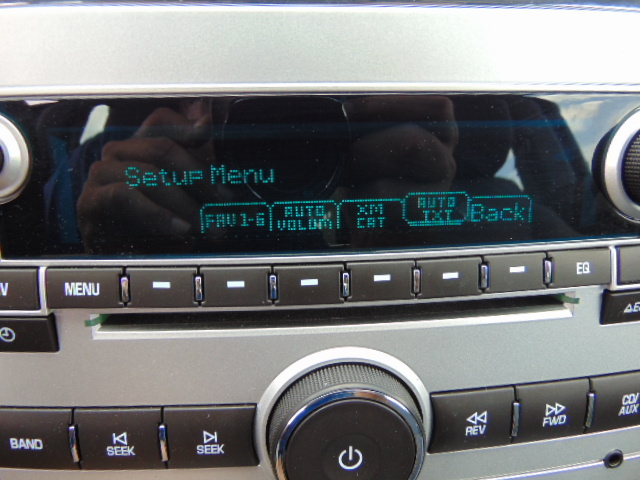 Setup Menu
FAV 1-6 AUTO VOLUM XM CAT AUTO TXT Back
V MENU EQ
BAND SEEK SEEK REV FWD CD/ AUX